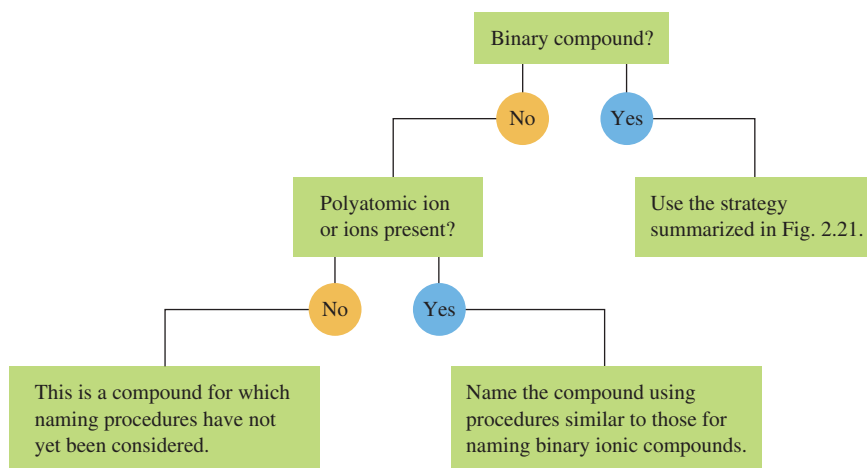 Binary compound?
No
Yes
Polyatomic ion
or ions present?
Use the strategy
summarized in Fig. 2.21.
No
Yes
This is a compound for which
naming procedures have not
yet been considered.
Name the compound using
procedures similar to those for
naming binary ionic compounds.